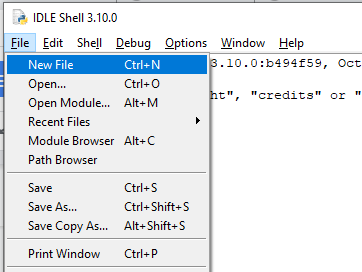 IDLE Shell 3.10.0
File Edit Shell Debug Options Window Help
New File Ctrl+N
Open... Ctrl+O
Open Module... Alt+M
Recent Files
Module Browser Alt+C
Path Browser
Save Ctrl+S
Save As... Ctrl+Shift+S
Save Copy As... Alt+Shift+S
Print Window Ctrl+P
3.10.0:b494f59, Oct
ht", "credits" or "